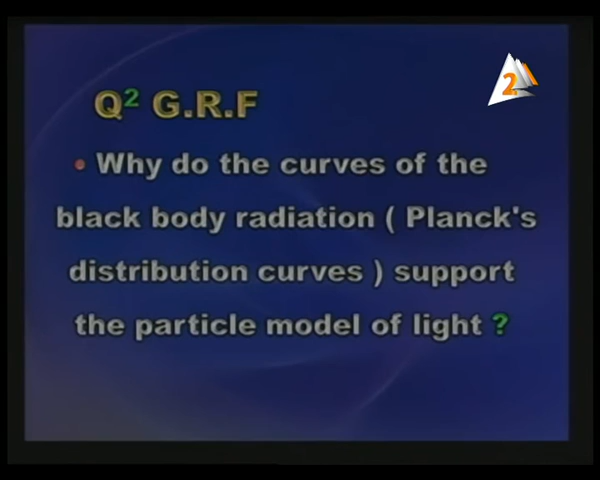 2
Q² G.R.F
• Why do the curves of the
black body radiation ( Planck's
distribution curves ) support
the particle model of light ?